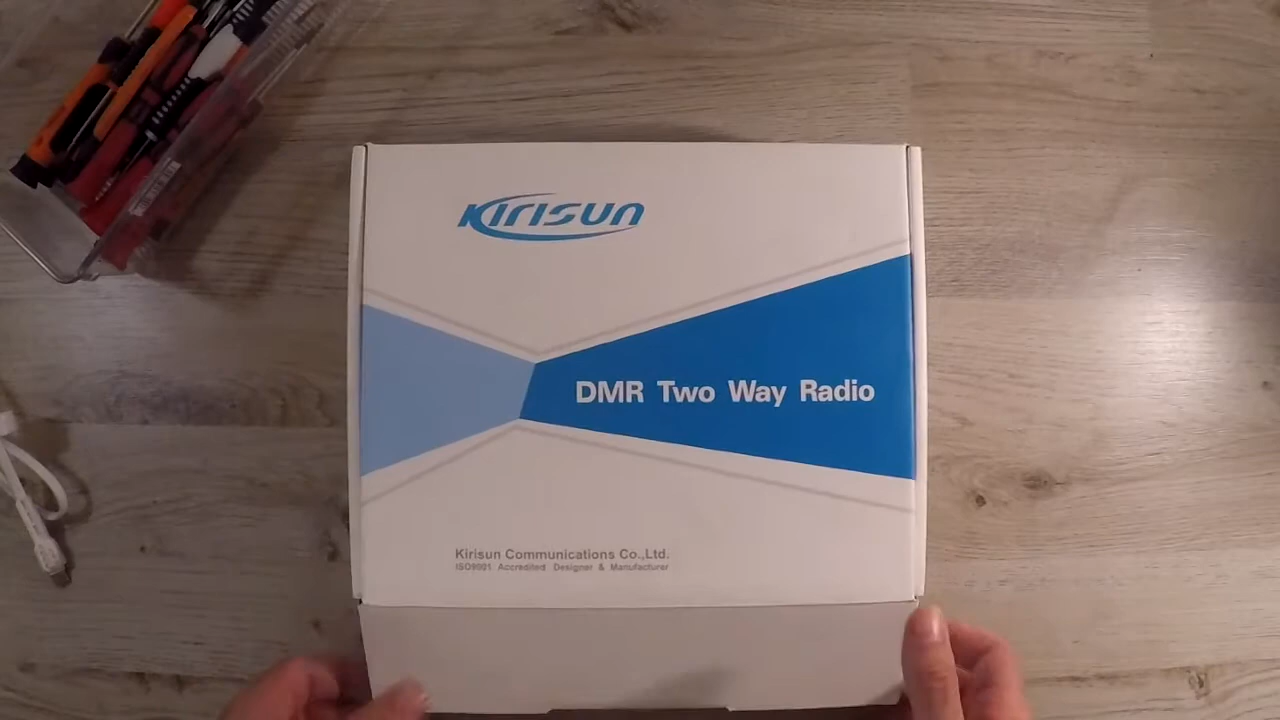 Kirisun
DMR Two Way Radio
Kirisun Communications Co.,Ltd.
ISO9001 Accredited Designer & Manufacturer